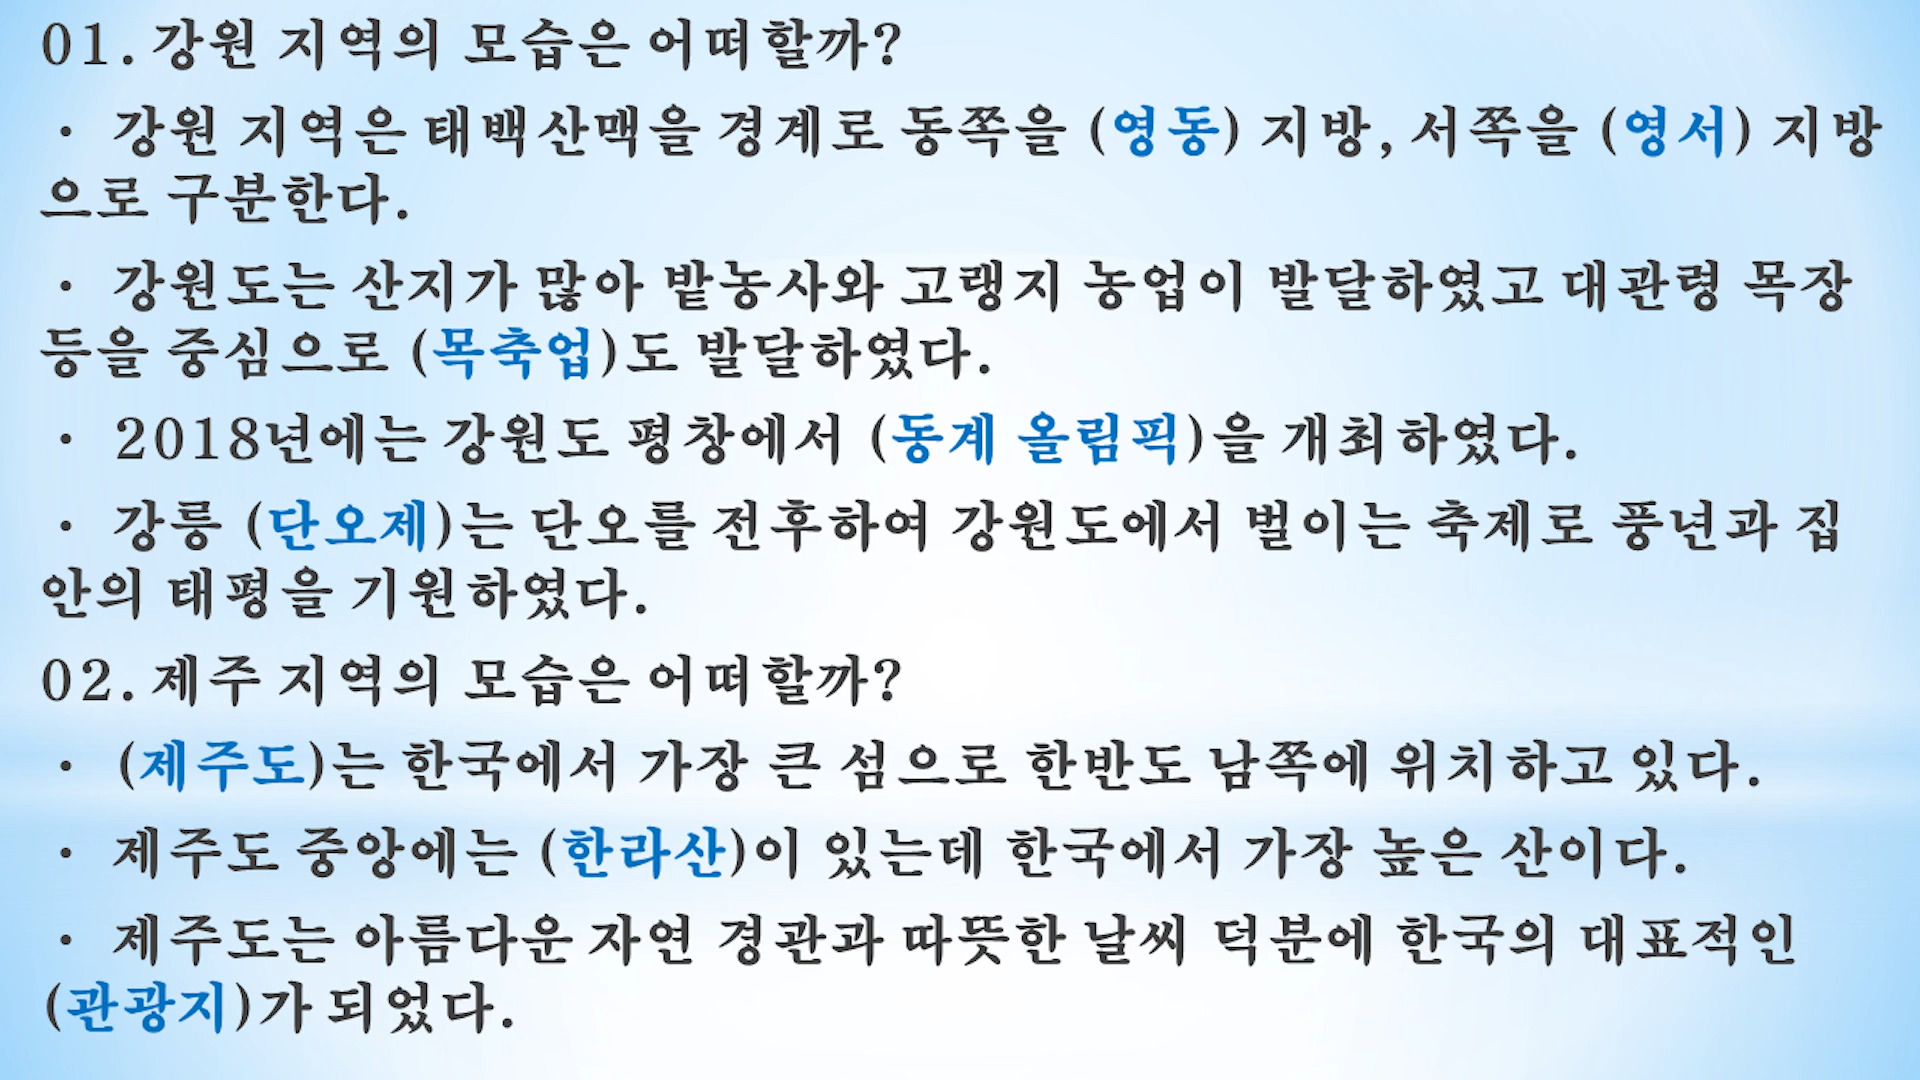 01. 강원 지역의 모습은 어떠할까?
· 강원 지역은 태백산맥을 경계로 동쪽을 (영동) 지방, 서쪽을 (영서) 지방
으로 구분한다.
· 강원도는 산지가 많아 밭농사와 고랭지 농업이 발달하였고 대관령 목장
등을 중심으로 (목축업)도 발달하였다.
· 2018년에는 강원도 평창에서 (동계 올림픽)을 개최하였다.
· 강릉 (단오제)는 단오를 전후하여 강원도에서 벌이는 축제로 풍년과 집
안의 태평을 기원하였다.
02. 제주 지역의 모습은 어떠할까?
· (제주도)는 한국에서 가장 큰 섬으로 한반도 남쪽에 위치하고 있다.
· 제주도 중앙에는 (한라산)이 있는데 한국에서 가장 높은 산이다.
· 제주도는 아름다운 자연 경관과 따뜻한 날씨 덕분에 한국의 대표적인
(관광지)가 되었다.